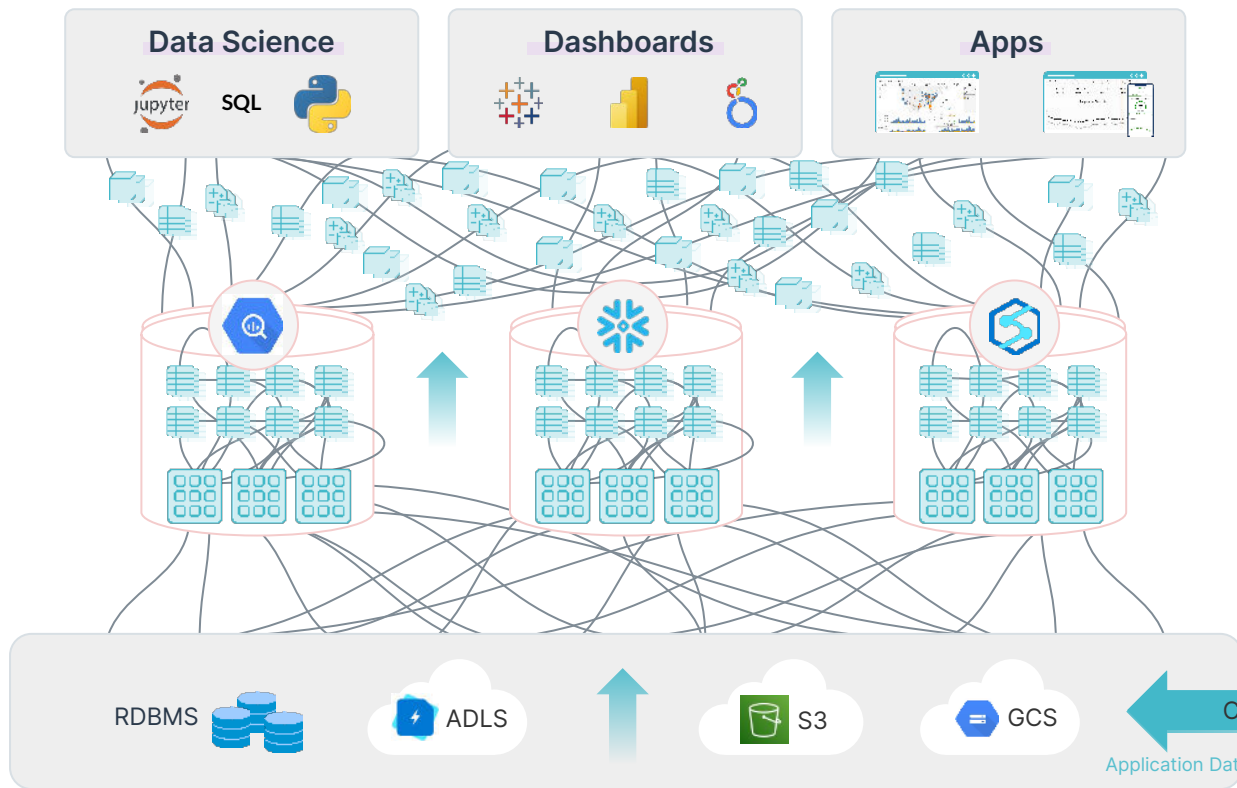 Data Science
Dashboards
Apps
jupyter
SQL
RDBMS
ADLS
S3
GCS
Application Dat